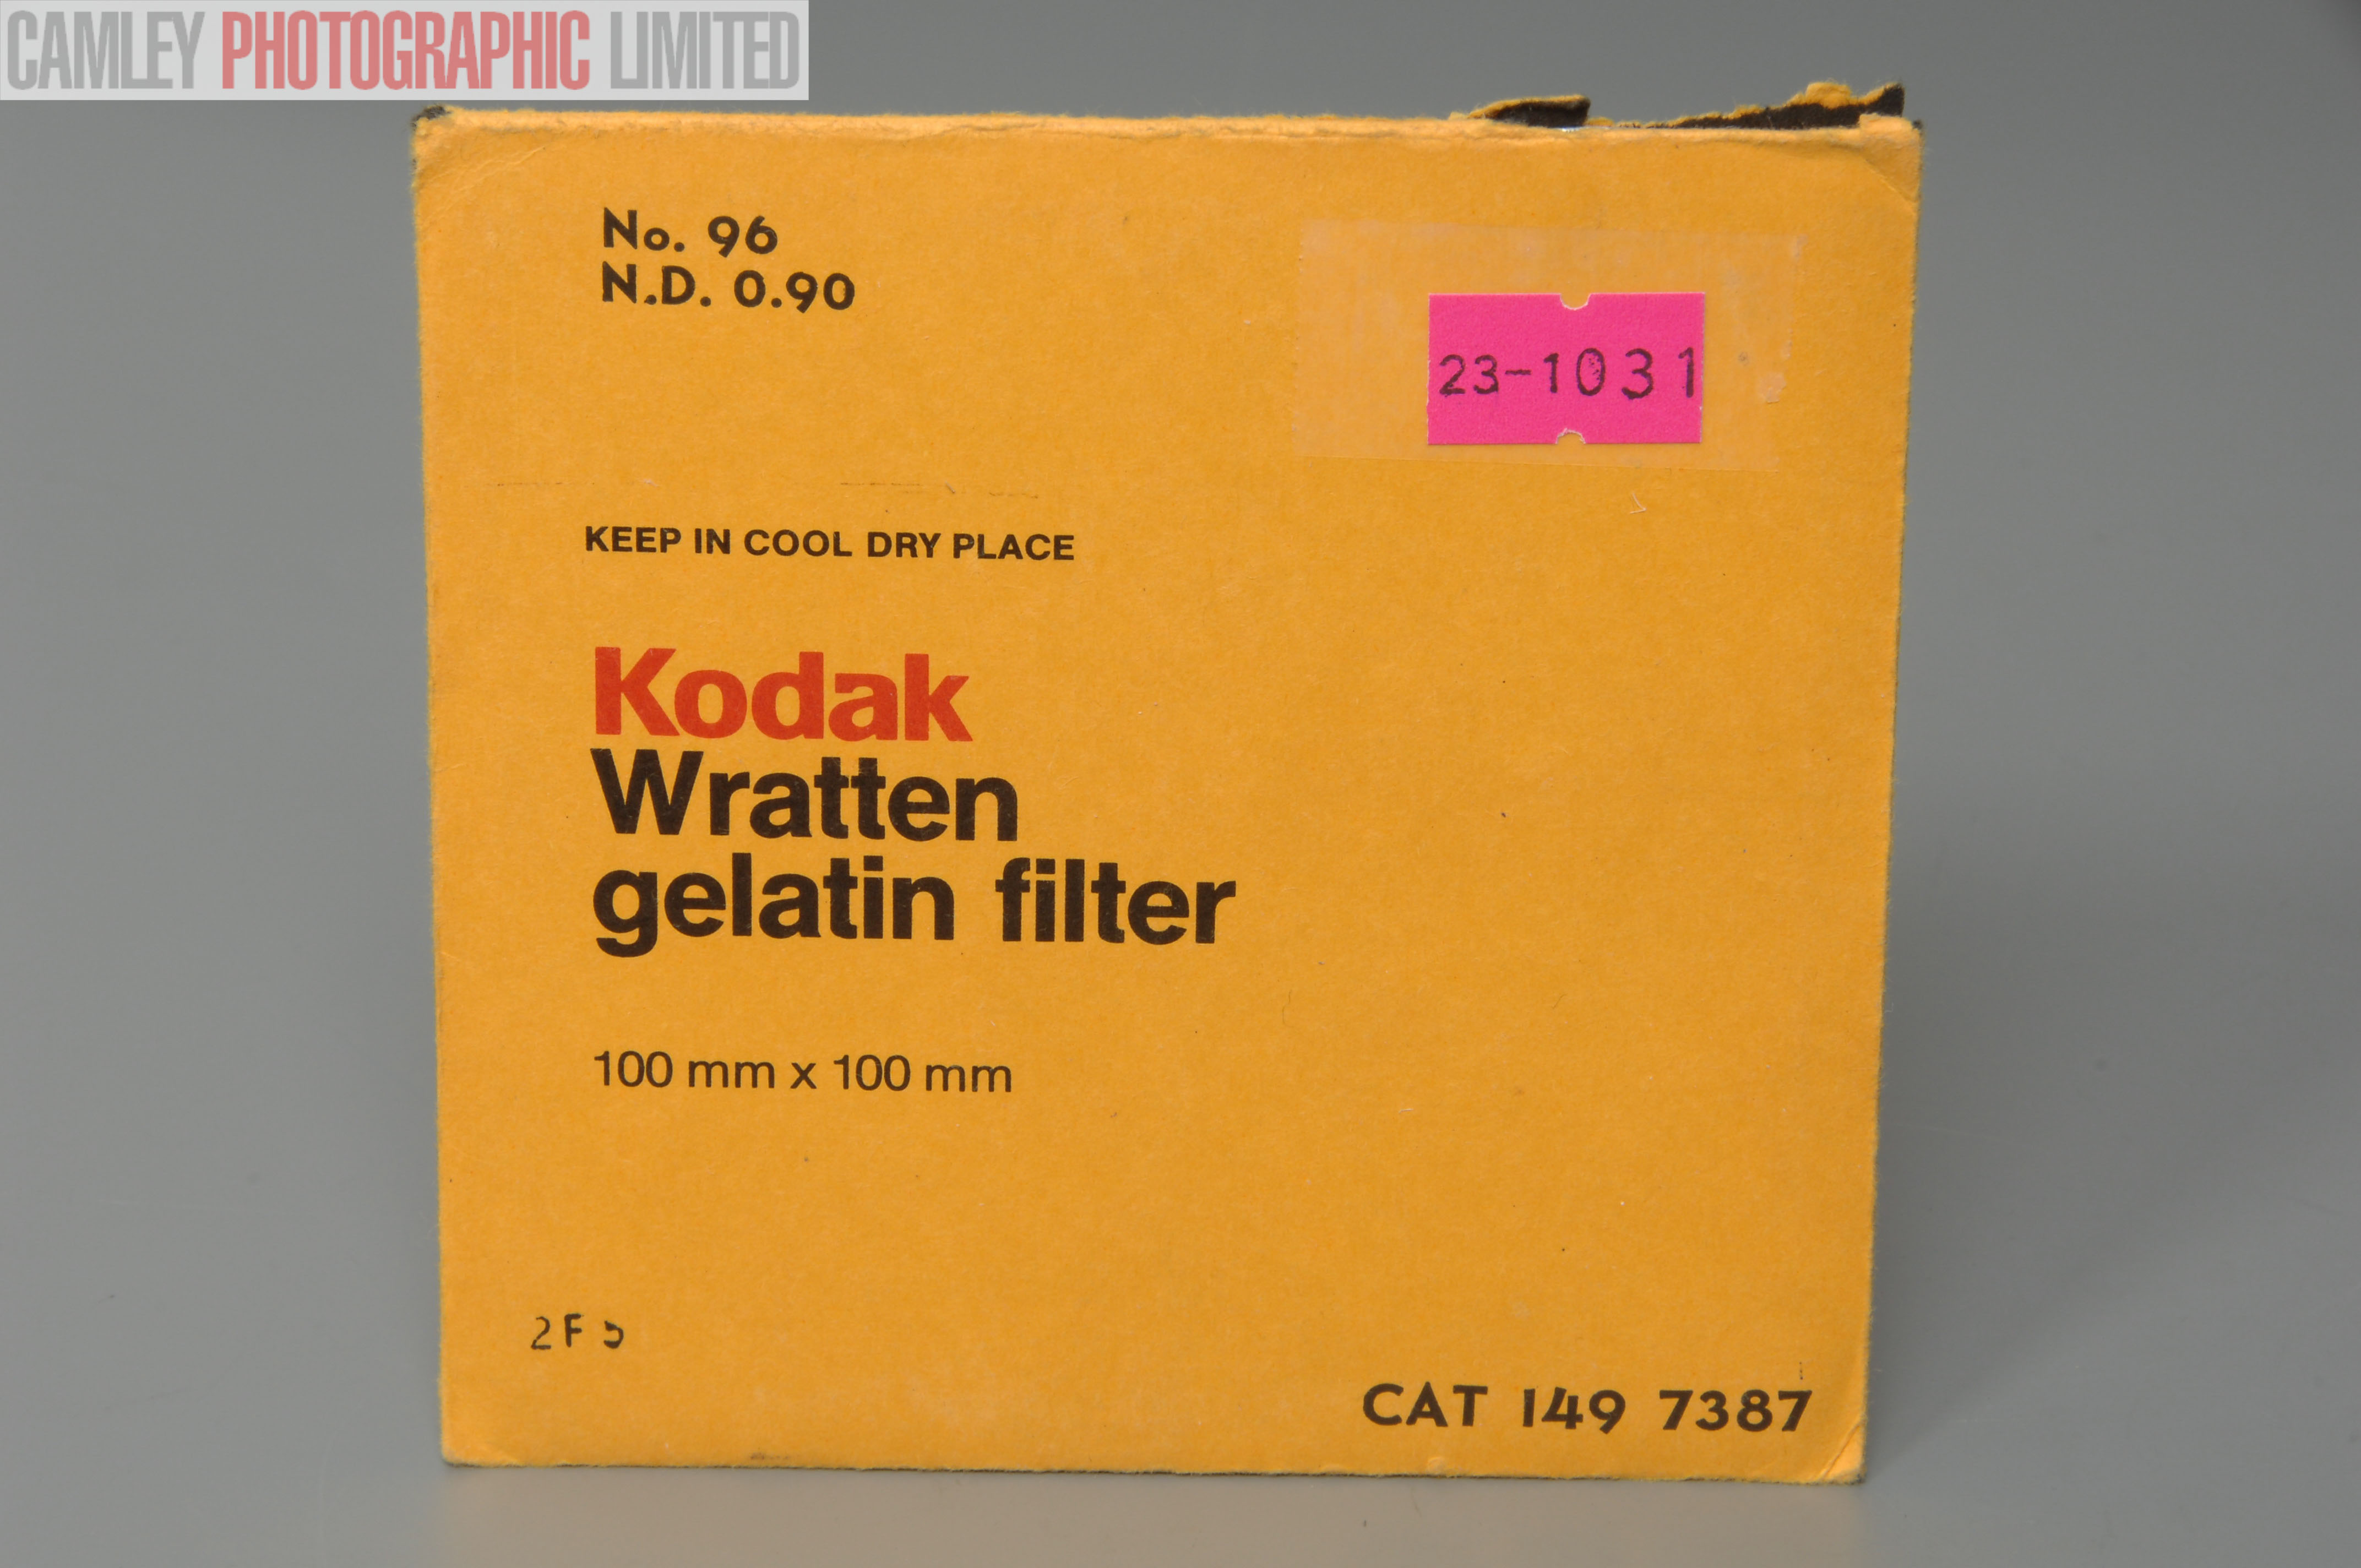 CAMLEY PHOTOGRAPHIC LIMITED
No. 96
N.D. 0.90
23-1031
KEEP IN COOL DRY PLACE
Kodak
Wratten
gelatin filter
100 mm x 100 mm
2F5
CAT 149 7387